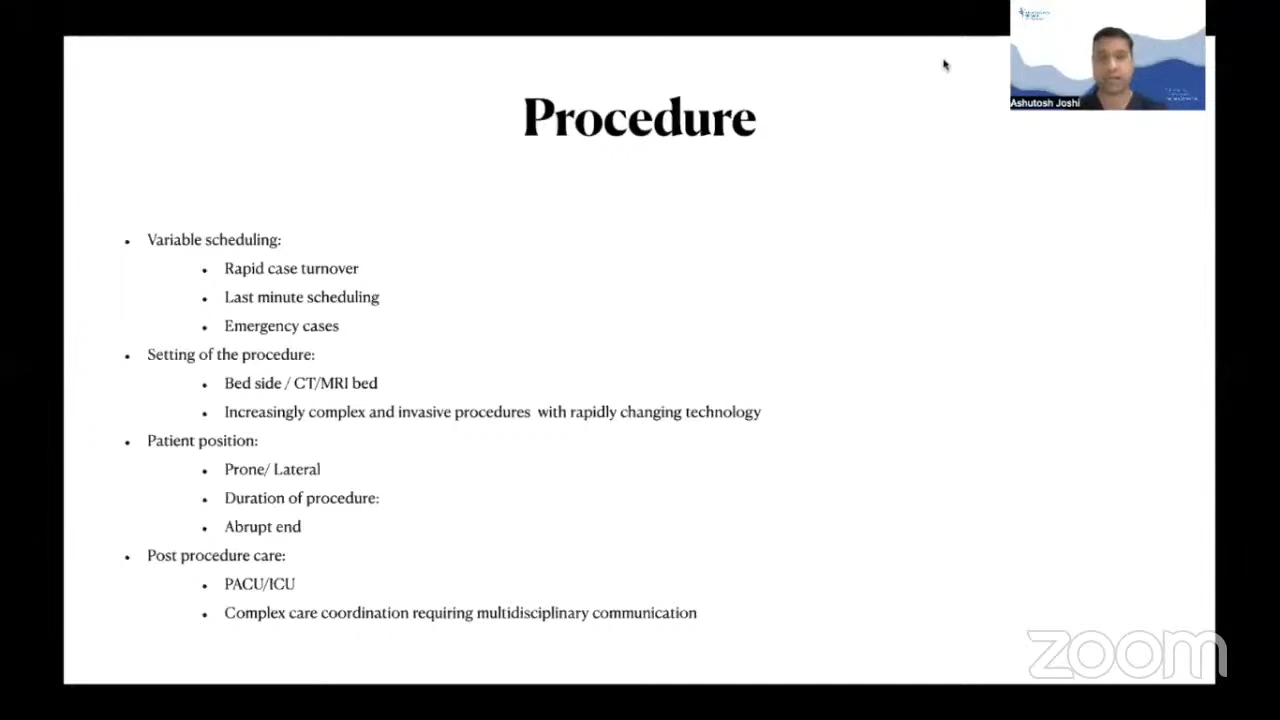 Procedure
Ashutosh Joshi
• Variable scheduling:
• Rapid case turnover
• Last minute scheduling
• Emergency cases
• Setting of the procedure:
• Bed side / CT/MRI bed
• Increasingly complex and invasive procedures with rapidly changing technology
• Patient position:
• Prone/ Lateral
• Duration of procedure:
• Abrupt end
• Post procedure care:
• PACU/ICU
• Complex care coordination requiring multidisciplinary communication
zoom